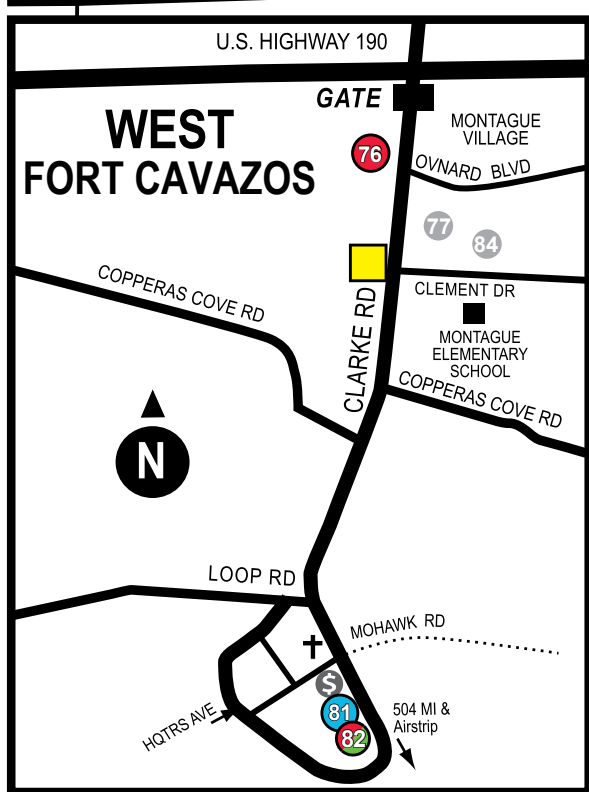 U.S. HIGHWAY 190
GATE
WEST
FORT CAVAZOS
MONTAGUE
VILLAGE
76
OVNARD BLVD
77
84
COPPERAS COVE RD
CLARKE RD
CLEMENT DR
MONTAGUE
ELEMENTARY
SCHOOL
COPPERAS COVE RD
N
LOOP RD
MOHAWK RD
$
81
82
HQTRS AVE
504 MI &
Airstrip